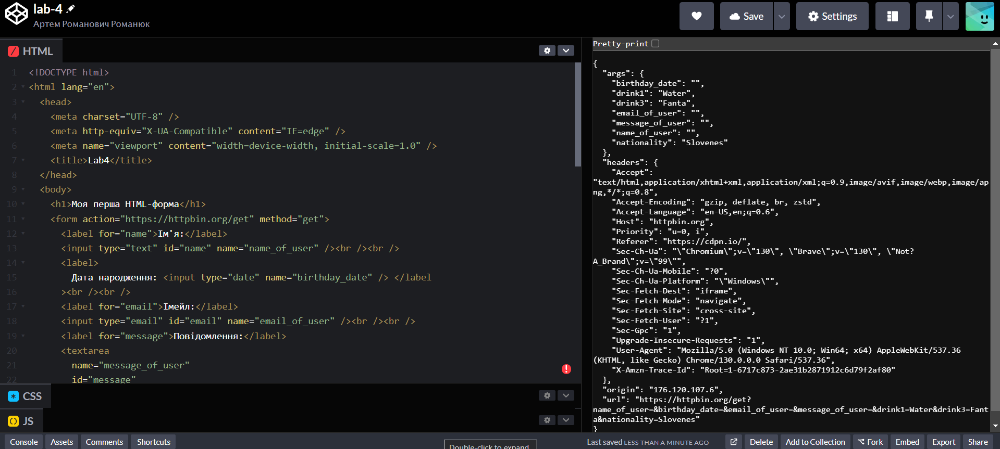 lab-4
Артем Романович Романюк
Save
Settings
HTML
1 <!DOCTYPE html>
2 <html lang="en">
3 <head>
4 <meta charset="UTF-8" />
5 <meta http-equiv="X-UA-Compatible" content="IE=edge" />
6 <meta name="viewport" content="width=device-width, initial-scale=1.0" />
7 <title>Lab4</title>
8 </head>
9 <body>
10 <h1>Моя перша HTML-форма</h1>
11 <form action="https://httpbin.org/get" method="get">
12 <label for="name">Ім'я:</label>
13 <input type="text" id="name" name="name_of_user" /><br /><br />
14 <label>
15 Дата народження: <input type="date" name="birthday_date" /> </label
16 ><br /><br />
17 <label for="email">Імейл:</label>
18 <input type="email" id="email" name="email_of_user" /><br /><br />
19 <label for="message">Повідомлення:</label>
20 <textarea
21 name="message_of_user"
22 id="message"
CSS
JS
Pretty-print
{
"args": {
"birthday_date": "",
"drink1": "Water",
"drink3": "Fanta",
"email_of_user": "",
"message_of_user": "",
"name_of_user": "",
"nationality": "Slovenes"
},
"headers": {
"Accept":
"text/html,application/xhtml+xml,application/xml;q=0.9,image/avif,image/webp,image/ap
ng,*/*;q=0.8",
"Accept-Encoding": "gzip, deflate, br, zstd",
"Accept-Language": "en-US,en;q=0.6",
"Host": "httpbin.org",
"Priority": "u=0, i",
"Referer": "https://cdpn.io/",
"Sec-Ch-Ua": "\"Chromium\";v=\"130\", \"Brave\";v=\"130\", \"Not?
A_Brand\";v=\"99\"",
"Sec-Ch-Ua-Mobile": "?0",
"Sec-Ch-Ua-Platform": "\"Windows\"",
"Sec-Fetch-Dest": "iframe",
"Sec-Fetch-Mode": "navigate",
"Sec-Fetch-Site": "cross-site",
"Sec-Fetch-User": "?1",
"Sec-Gpc": "1",
"Upgrade-Insecure-Requests": "1",
"User-Agent": "Mozilla/5.0 (Windows NT 10.0; Win64; x64) AppleWebKit/537.36
(KHTML, like Gecko) Chrome/130.0.0.0 Safari/537.36",
"X-Amzn-Trace-Id": "Root=1-6717c873-2ae31b2871912c6d79f2af80"
},
"origin": "176.120.107.6",
"url": "https://httpbin.org/get?
name_of_user=&birthday_date=&email_of_user=&message_of_user=&drink1=Water&drink3=Fant
a&nationality=Slovenes"
}
Console Assets Comments Shortcuts
Double-click to expand
Last saved LESS THAN A MINUTE AGO
Delete Add to Collection Fork Embed Export Share